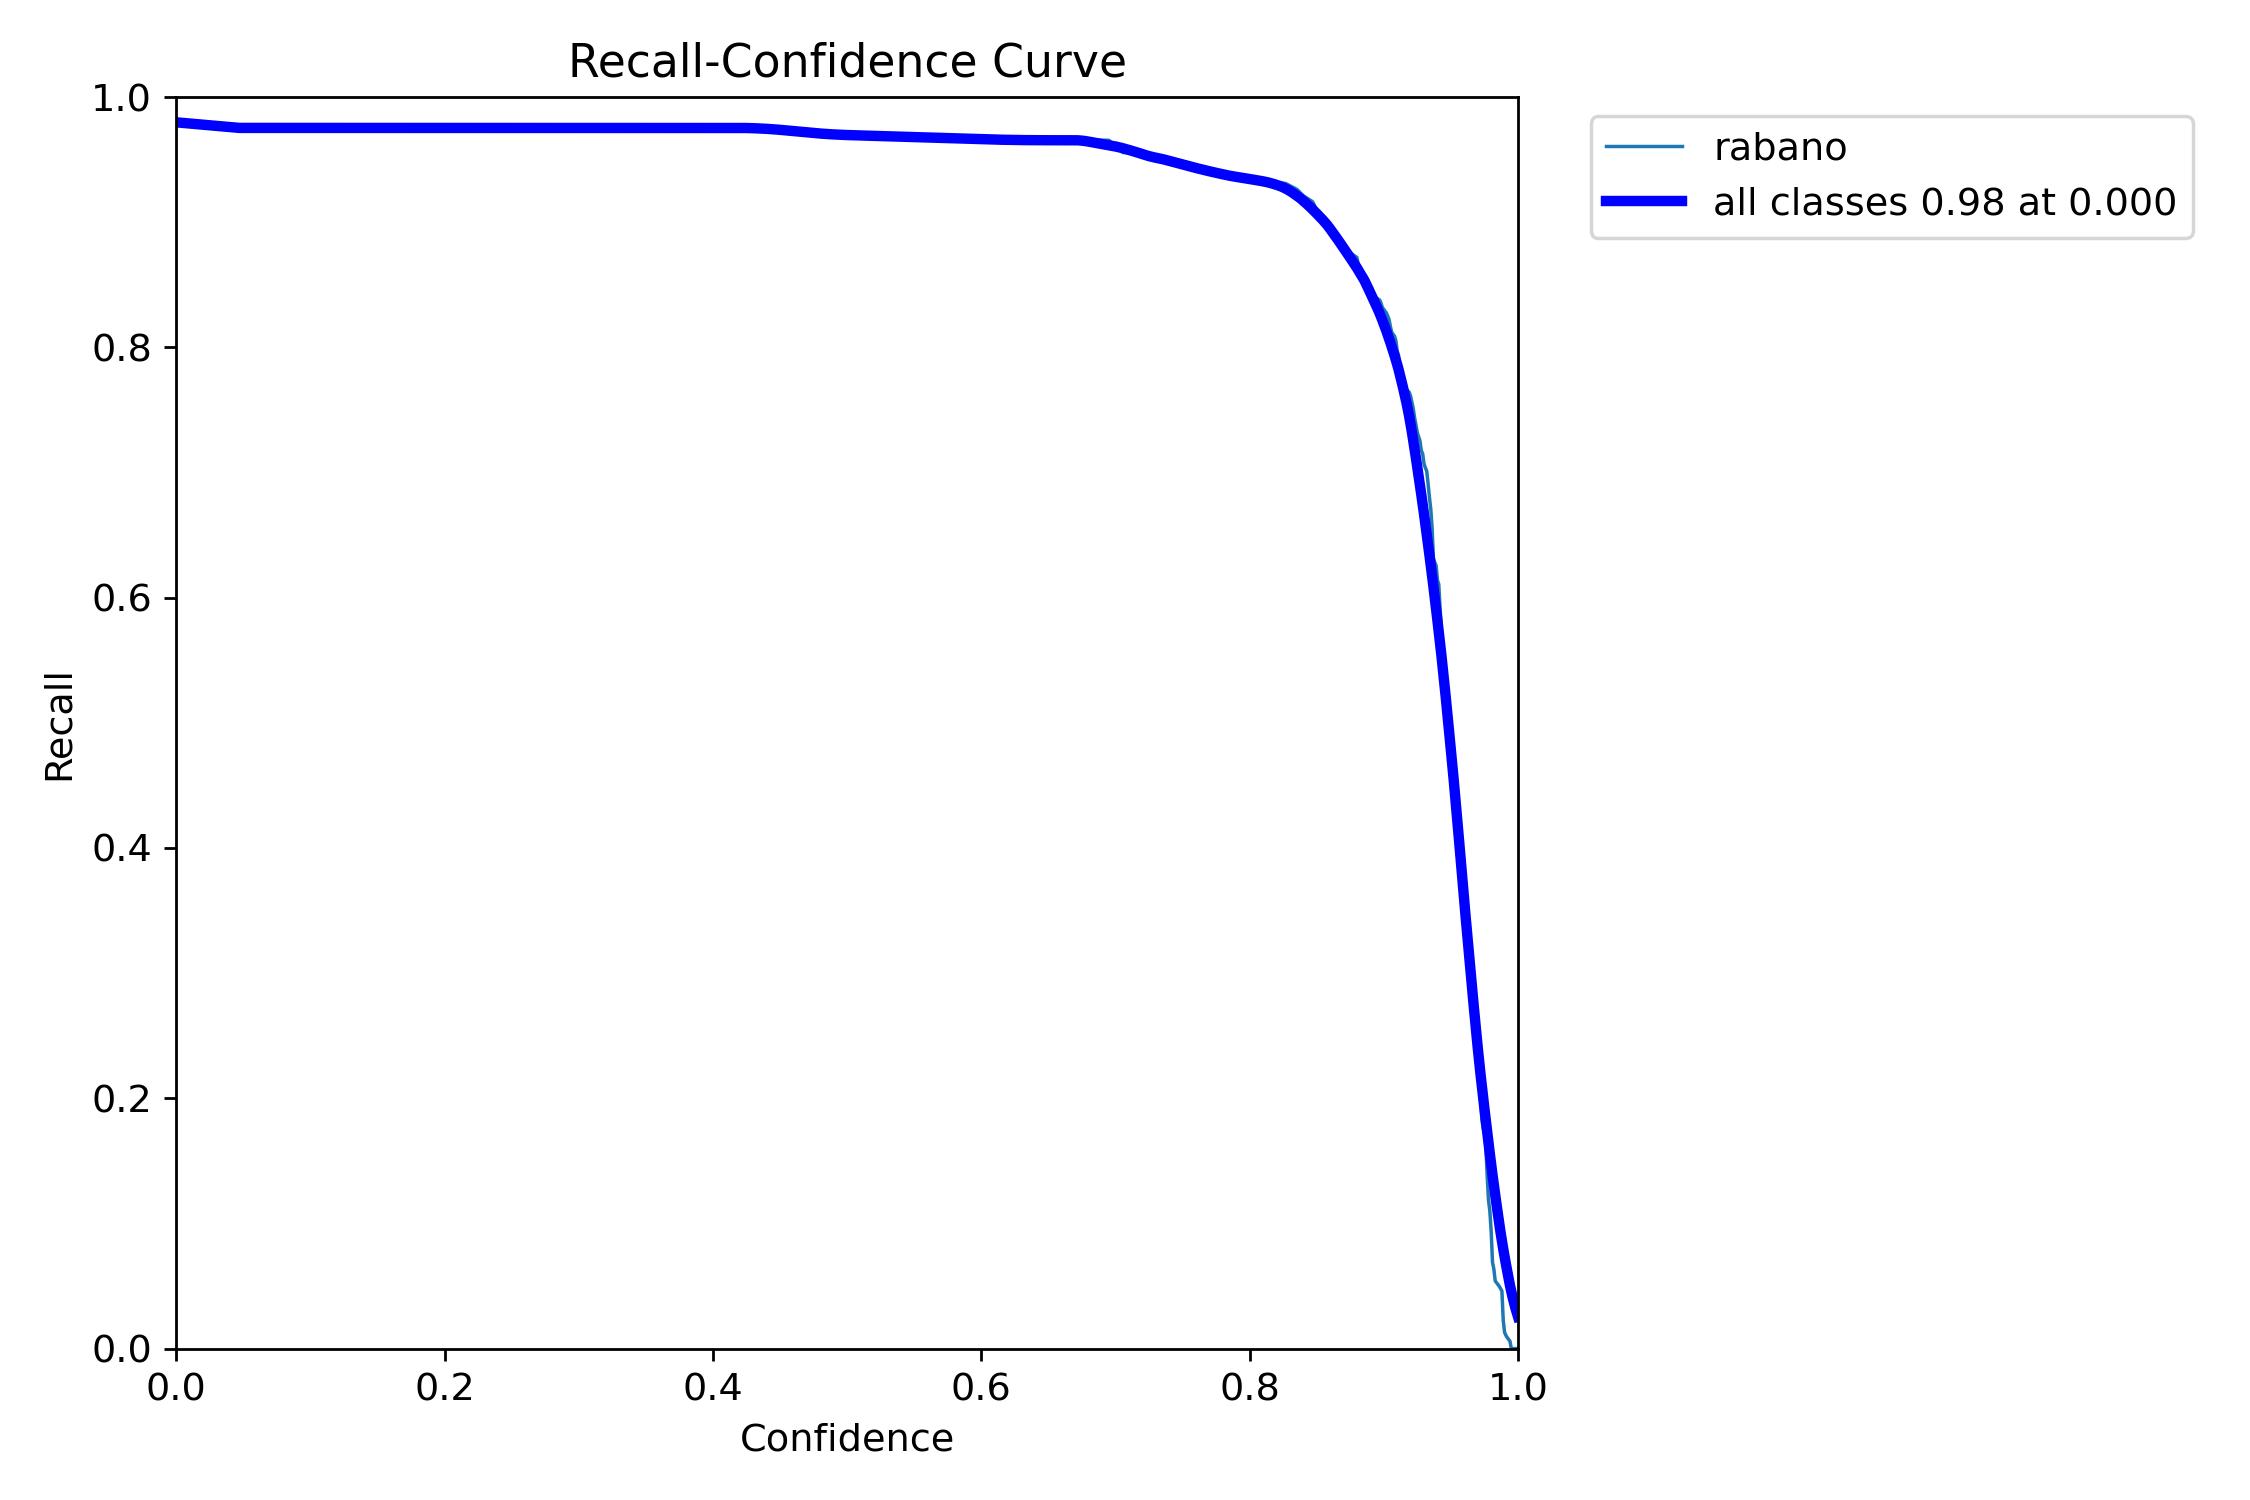 Recall-Confidence Curve
rabano
all classes 0.98 at 0.000
1.0
0.8
0.6
0.4
0.2
0.0
Recall
0.0 0.2 0.4 0.6 0.8 1.0
Confidence